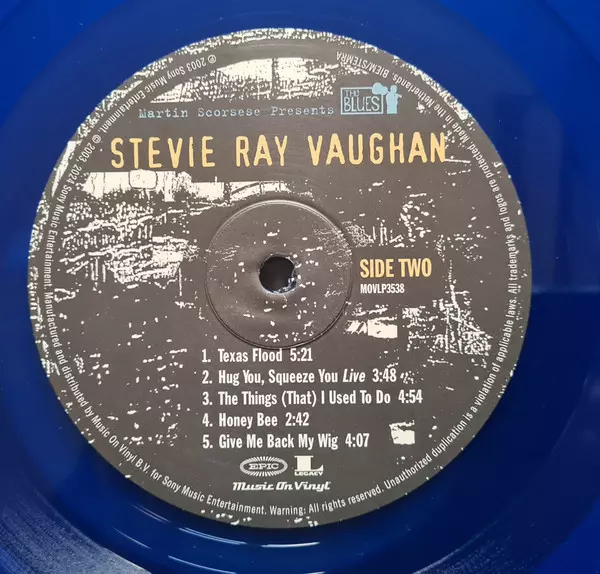 ℗ 2003 Sony Music Entertainment. © 2003, 2024 Sony Music Entertainment. Manufactured and distributed by Music On Vinyl B.V. for Sony Music Entertainment. Warning: All rights reserved. Unauthorized duplication is a violation of applicable laws. All trademarks and logos are protected. Made in the Netherlands. BIEM/STEMRA
THE
BLUES
Martin Scorsese Presents
STEVIE RAY VAUGHAN
SIDE TWO
MOVLP3538
1. Texas Flood 5:21
2. Hug You, Squeeze You Live 3:48
3. The Things (That) I Used To Do 4:54
4. Honey Bee 2:42
5. Give Me Back My Wig 4:07
EPIC
L
LEGACY
Music On Vinyl